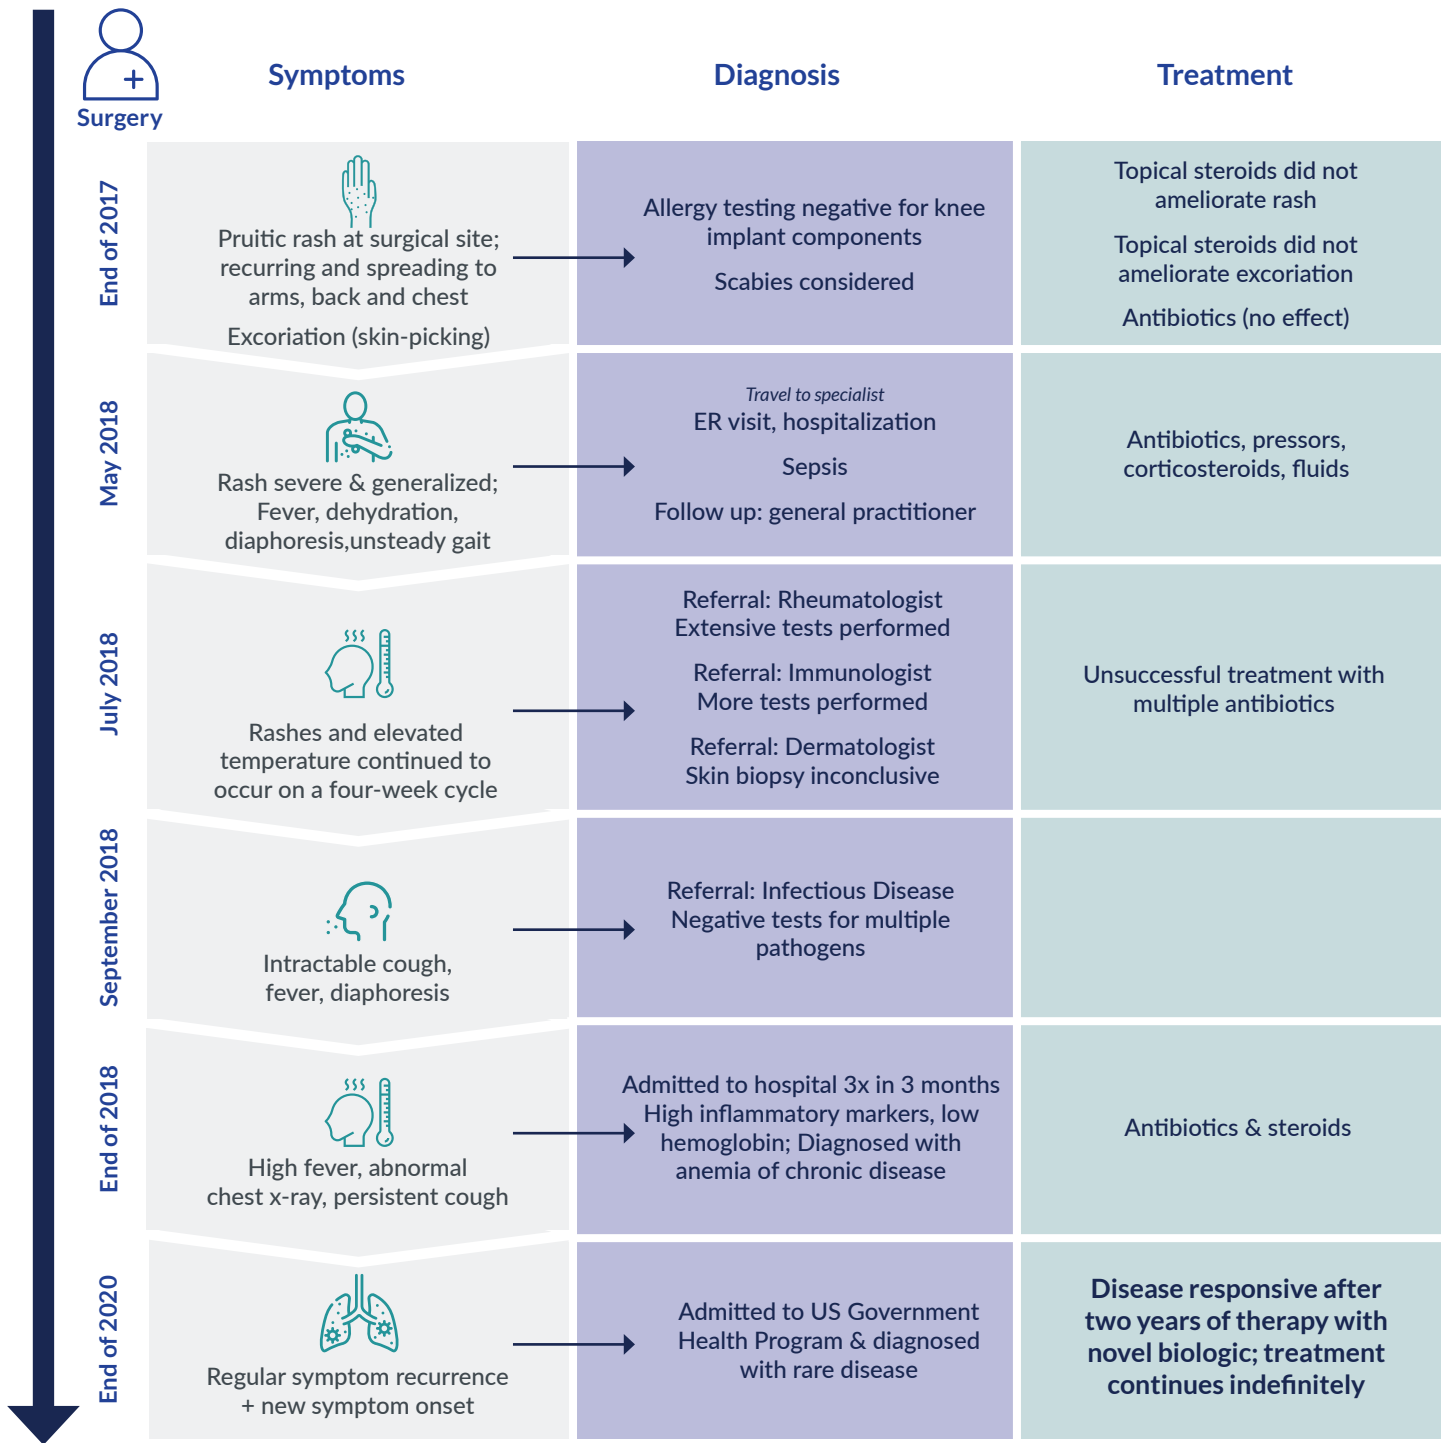 Surgery
Symptoms
Diagnosis
Treatment
End of 2017
Pruitic rash at surgical site;
recurring and spreading to
arms, back and chest
Excoriation (skin-picking)
Allergy testing negative for knee
implant components
Scabies considered
Topical steroids did not
ameliorate rash
Topical steroids did not
ameliorate excoriation
Antibiotics (no effect)
May 2018
Rash severe & generalized;
Fever, dehydration,
diaphoresis,unsteady gait
Travel to specialist
ER visit, hospitalization
Sepsis
Follow up: general practitioner
Antibiotics, pressors,
corticosteroids, fluids
July 2018
Rashes and elevated
temperature continued to
occur on a four-week cycle
Referral: Rheumatologist
Extensive tests performed
Referral: Immunologist
More tests performed
Referral: Dermatologist
Skin biopsy inconclusive
Unsuccessful treatment with
multiple antibiotics
September 2018
Intractable cough,
fever, diaphoresis
Referral: Infectious Disease
Negative tests for multiple
pathogens
End of 2018
High fever, abnormal
chest x-ray, persistent cough
Admitted to hospital 3x in 3 months
High inflammatory markers, low
hemoglobin; Diagnosed with
anemia of chronic disease
Antibiotics & steroids
End of 2020
Regular symptom recurrence
+ new symptom onset
Admitted to US Government
Health Program & diagnosed
with rare disease
Disease responsive after
two years of therapy with
novel biologic; treatment
continues indefinitely